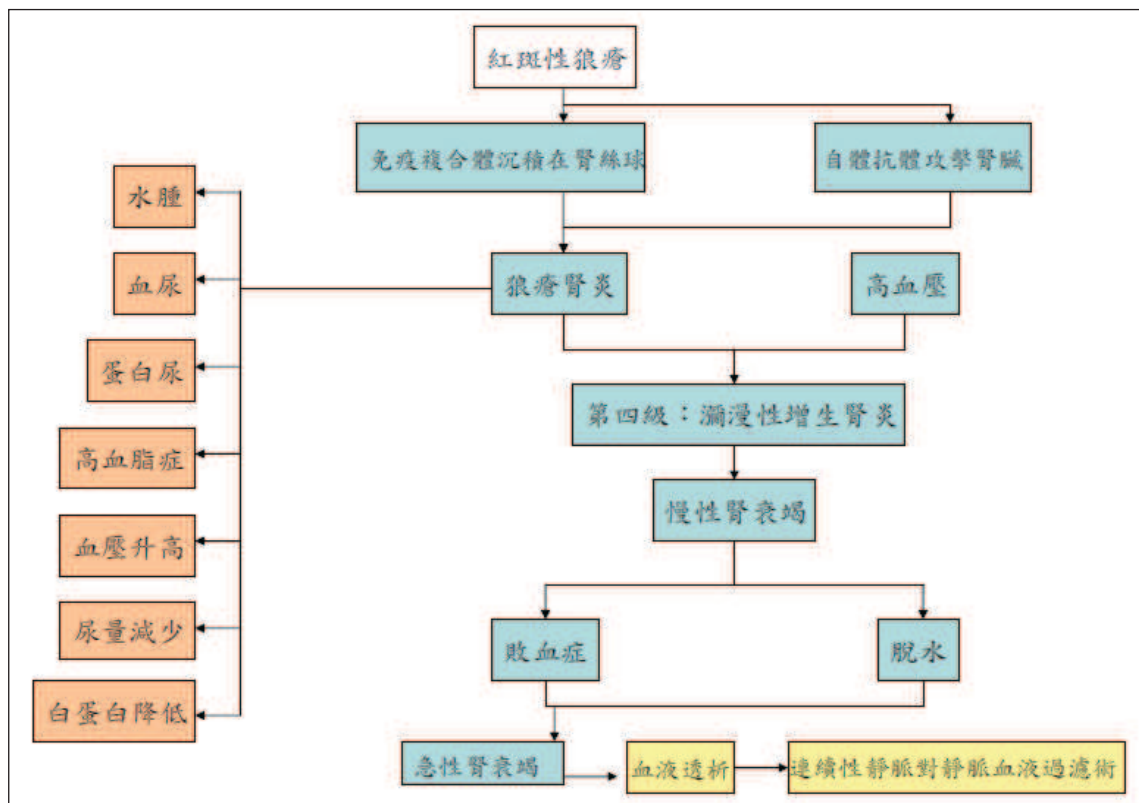 紅斑性狼瘡
免疫複合體沉積在腎絲球
自體抗體攻擊腎臟
水腫
血尿
狼瘡腎炎
高血壓
蛋白尿
第四級：瀰漫性增生腎炎
高血脂症
慢性腎衰竭
血壓升高
尿量減少
敗血症
脫水
白蛋白降低
急性腎衰竭
血液透析
連續性靜脈對靜脈血液過濾術